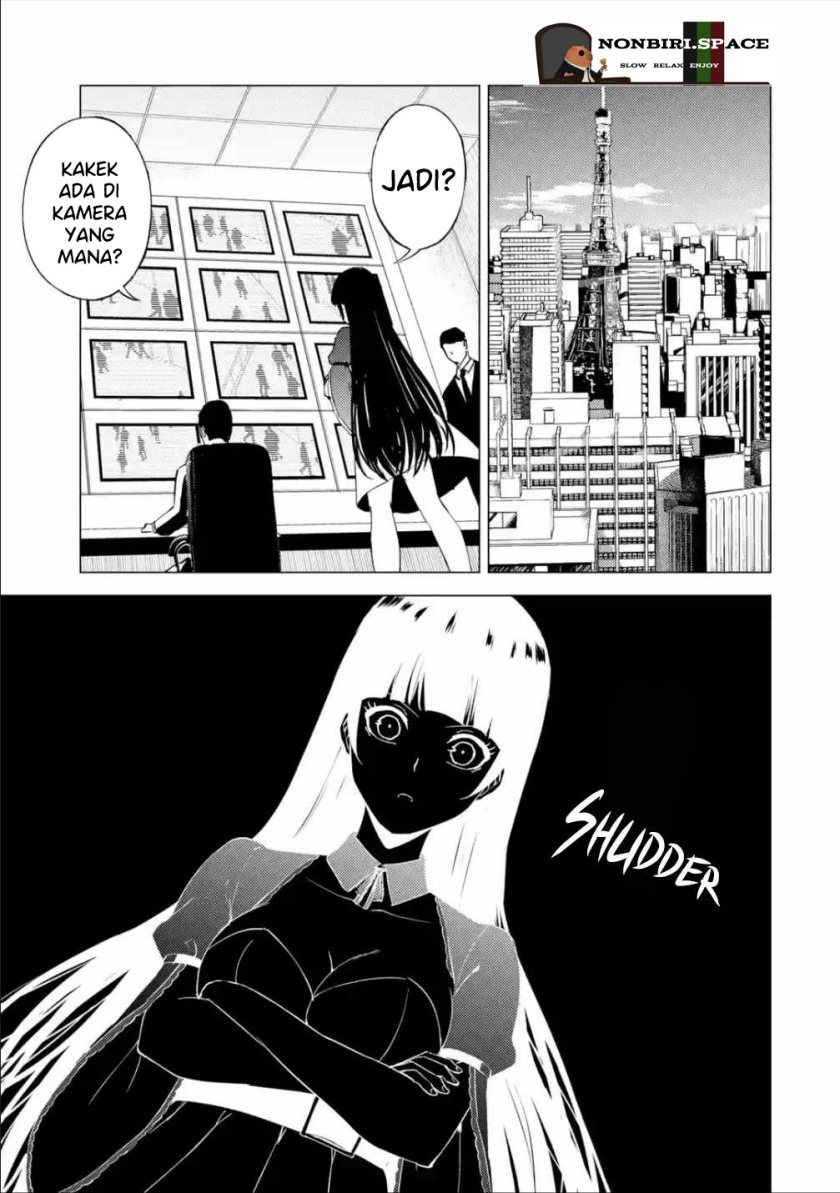 NONBIRI.SPACE
SLOW RELAX ENJOY
JADI?
KAKEK
ADA DI
KAMERA
YANG
MANA?
SHUDDER